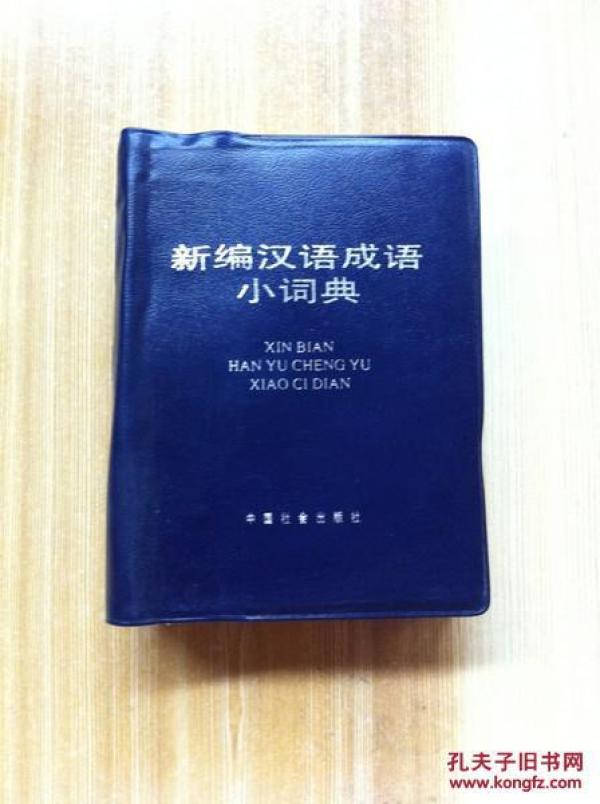 新编汉语成语
小词典
XIN BIAN
HAN YU CHENG YU
XIAO CI DIAN
中国社会出版社
孔夫子旧书网
www.kongfz.com